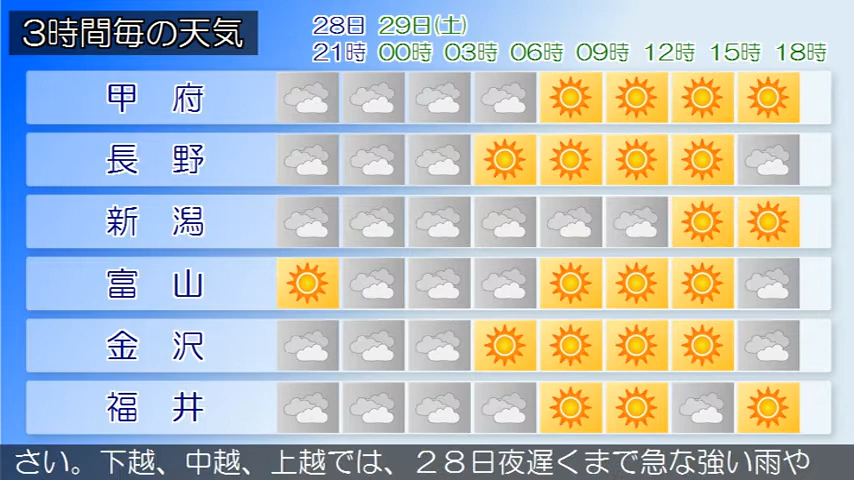 3時間毎の天気
28日 29日(土)
21時 00時 03時 06時 09時 12時 15時 18時
甲 府
長 野
新 潟
富 山
金 沢
福 井
さい。下越、中越、上越では、２８日夜遅くまで急な強い雨や